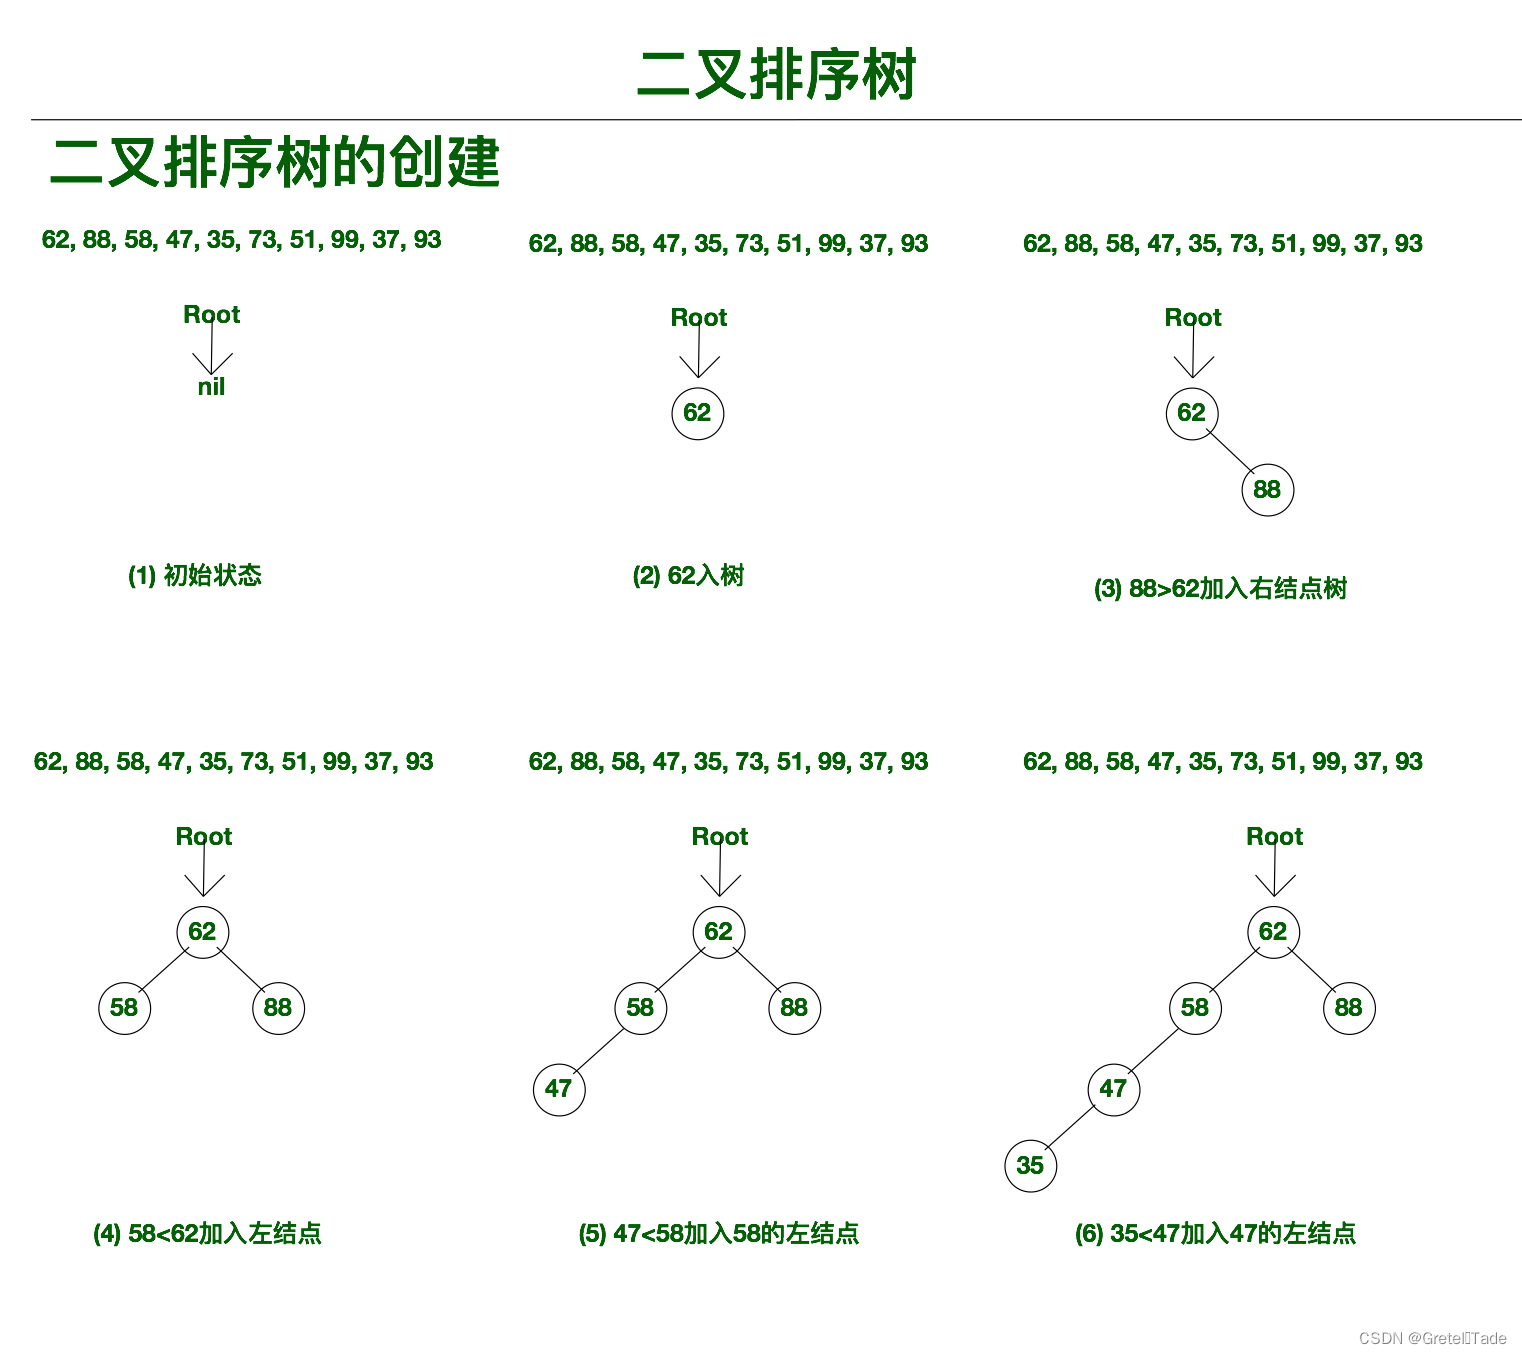 二叉排序树
二叉排序树的创建
62, 88, 58, 47, 35, 73, 51, 99, 37, 93
Root
nil
(1) 初始状态
62, 88, 58, 47, 35, 73, 51, 99, 37, 93
Root
62
(2) 62入树
62, 88, 58, 47, 35, 73, 51, 99, 37, 93
Root
62
88
(3) 88>62加入右结点树
62, 88, 58, 47, 35, 73, 51, 99, 37, 93
Root
62
58 88
(4) 58<62加入左结点
62, 88, 58, 47, 35, 73, 51, 99, 37, 93
Root
62
58 88
47
(5) 47<58加入58的左结点
62, 88, 58, 47, 35, 73, 51, 99, 37, 93
Root
62
58 88
47
35
(6) 35<47加入47的左结点
CSDN @Gretel▯Tade